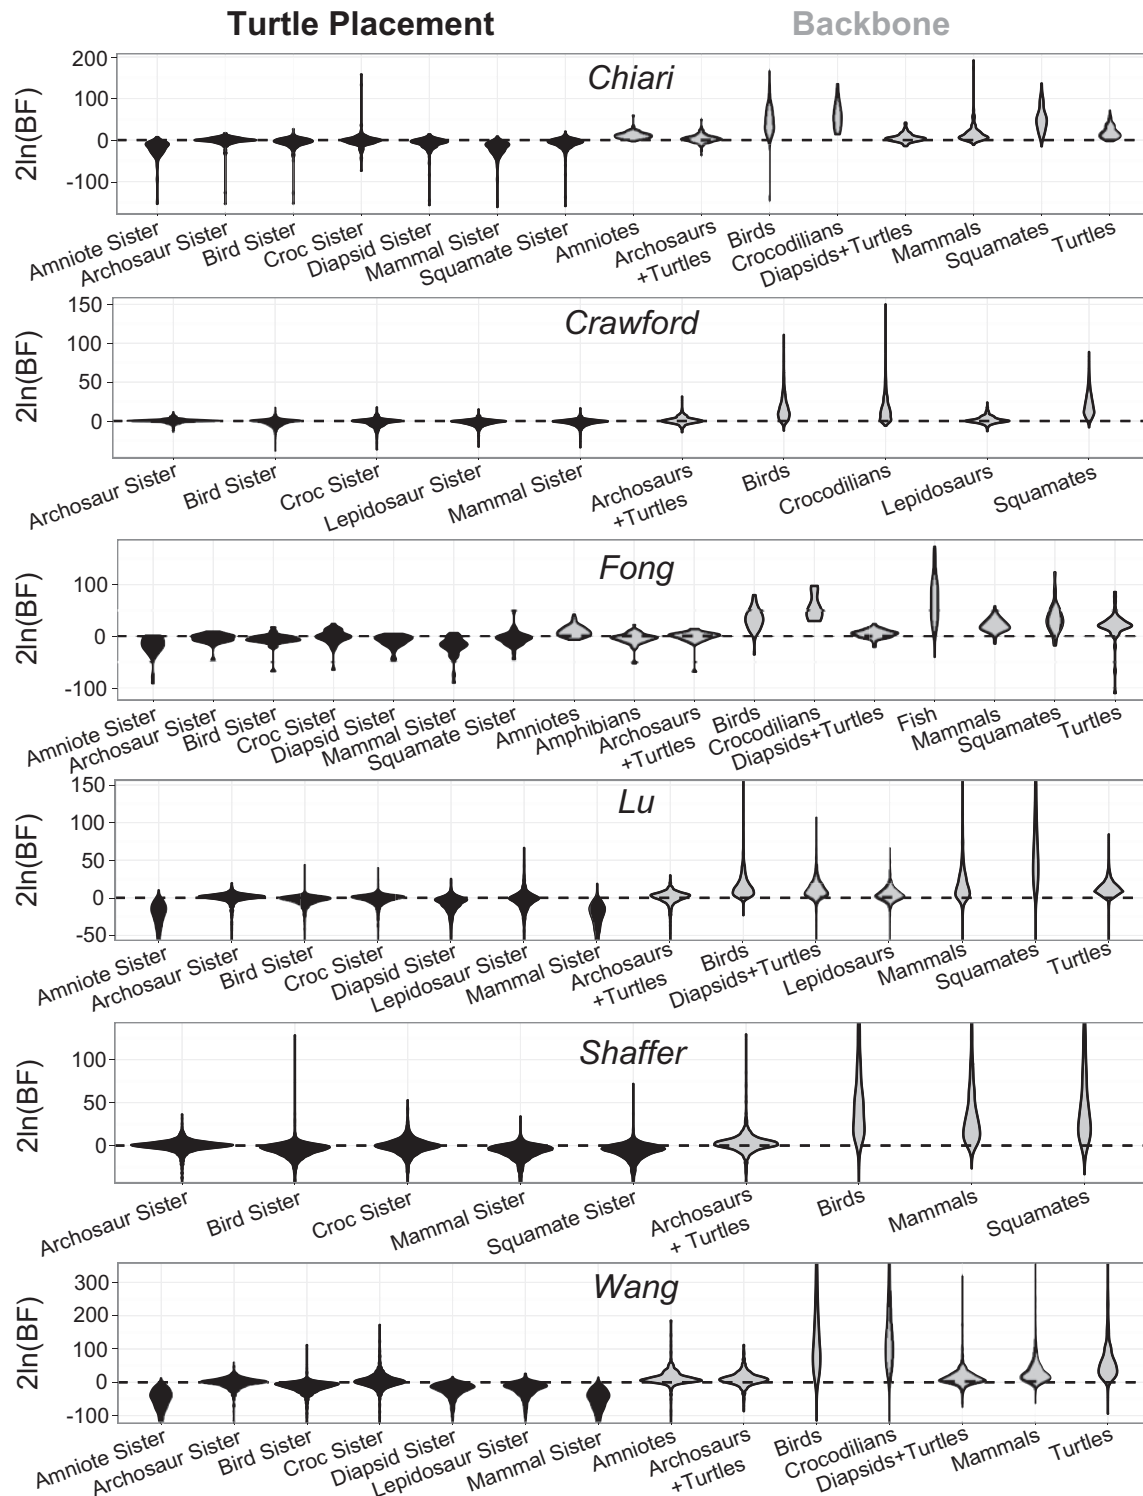 Turtle Placement Backbone
Chiari
2ln(BF)
200
100
0
-100
Amniote Sister
Archosaur Sister
Bird Sister
Croc Sister
Diapsid Sister
Mammal Sister
Squamate Sister
Amniotes
Archosaurs
+Turtles
Birds
Crocodilians
Diapsids+Turtles
Mammals
Squamates
Turtles
Crawford
2ln(BF)
150
100
50
0
Archosaur Sister
Bird Sister
Croc Sister
Lepidosaur Sister
Mammal Sister
Archosaurs
+Turtles
Birds
Crocodilians
Lepidosaurs
Squamates
Fong
2ln(BF)
100
0
-100
Amniote Sister
Archosaur Sister
Bird Sister
Croc Sister
Diapsid Sister
Mammal Sister
Squamate Sister
Amniotes
Amphibians
Archosaurs
+Turtles
Birds
Crocodilians
Diapsids+Turtles
Fish
Mammals
Squamates
Turtles
Lu
2ln(BF)
150
100
50
0
-50
Amniote Sister
Archosaur Sister
Bird Sister
Croc Sister
Diapsid Sister
Lepidosaur Sister
Mammal Sister
Archosaurs
+Turtles
Birds
Diapsids+Turtles
Lepidosaurs
Mammals
Squamates
Turtles
Shaffer
2ln(BF)
100
50
0
Archosaur Sister
Bird Sister
Croc Sister
Mammal Sister
Squamate Sister
Archosaurs
+ Turtles
Birds
Mammals
Squamates
Wang
2ln(BF)
300
200
100
0
-100
Amniote Sister
Archosaur Sister
Bird Sister
Croc Sister
Diapsid Sister
Lepidosaur Sister
Mammal Sister
Amniotes
Archosaurs
+Turtles
Birds
Crocodilians
Diapsids+Turtles
Mammals
Turtles